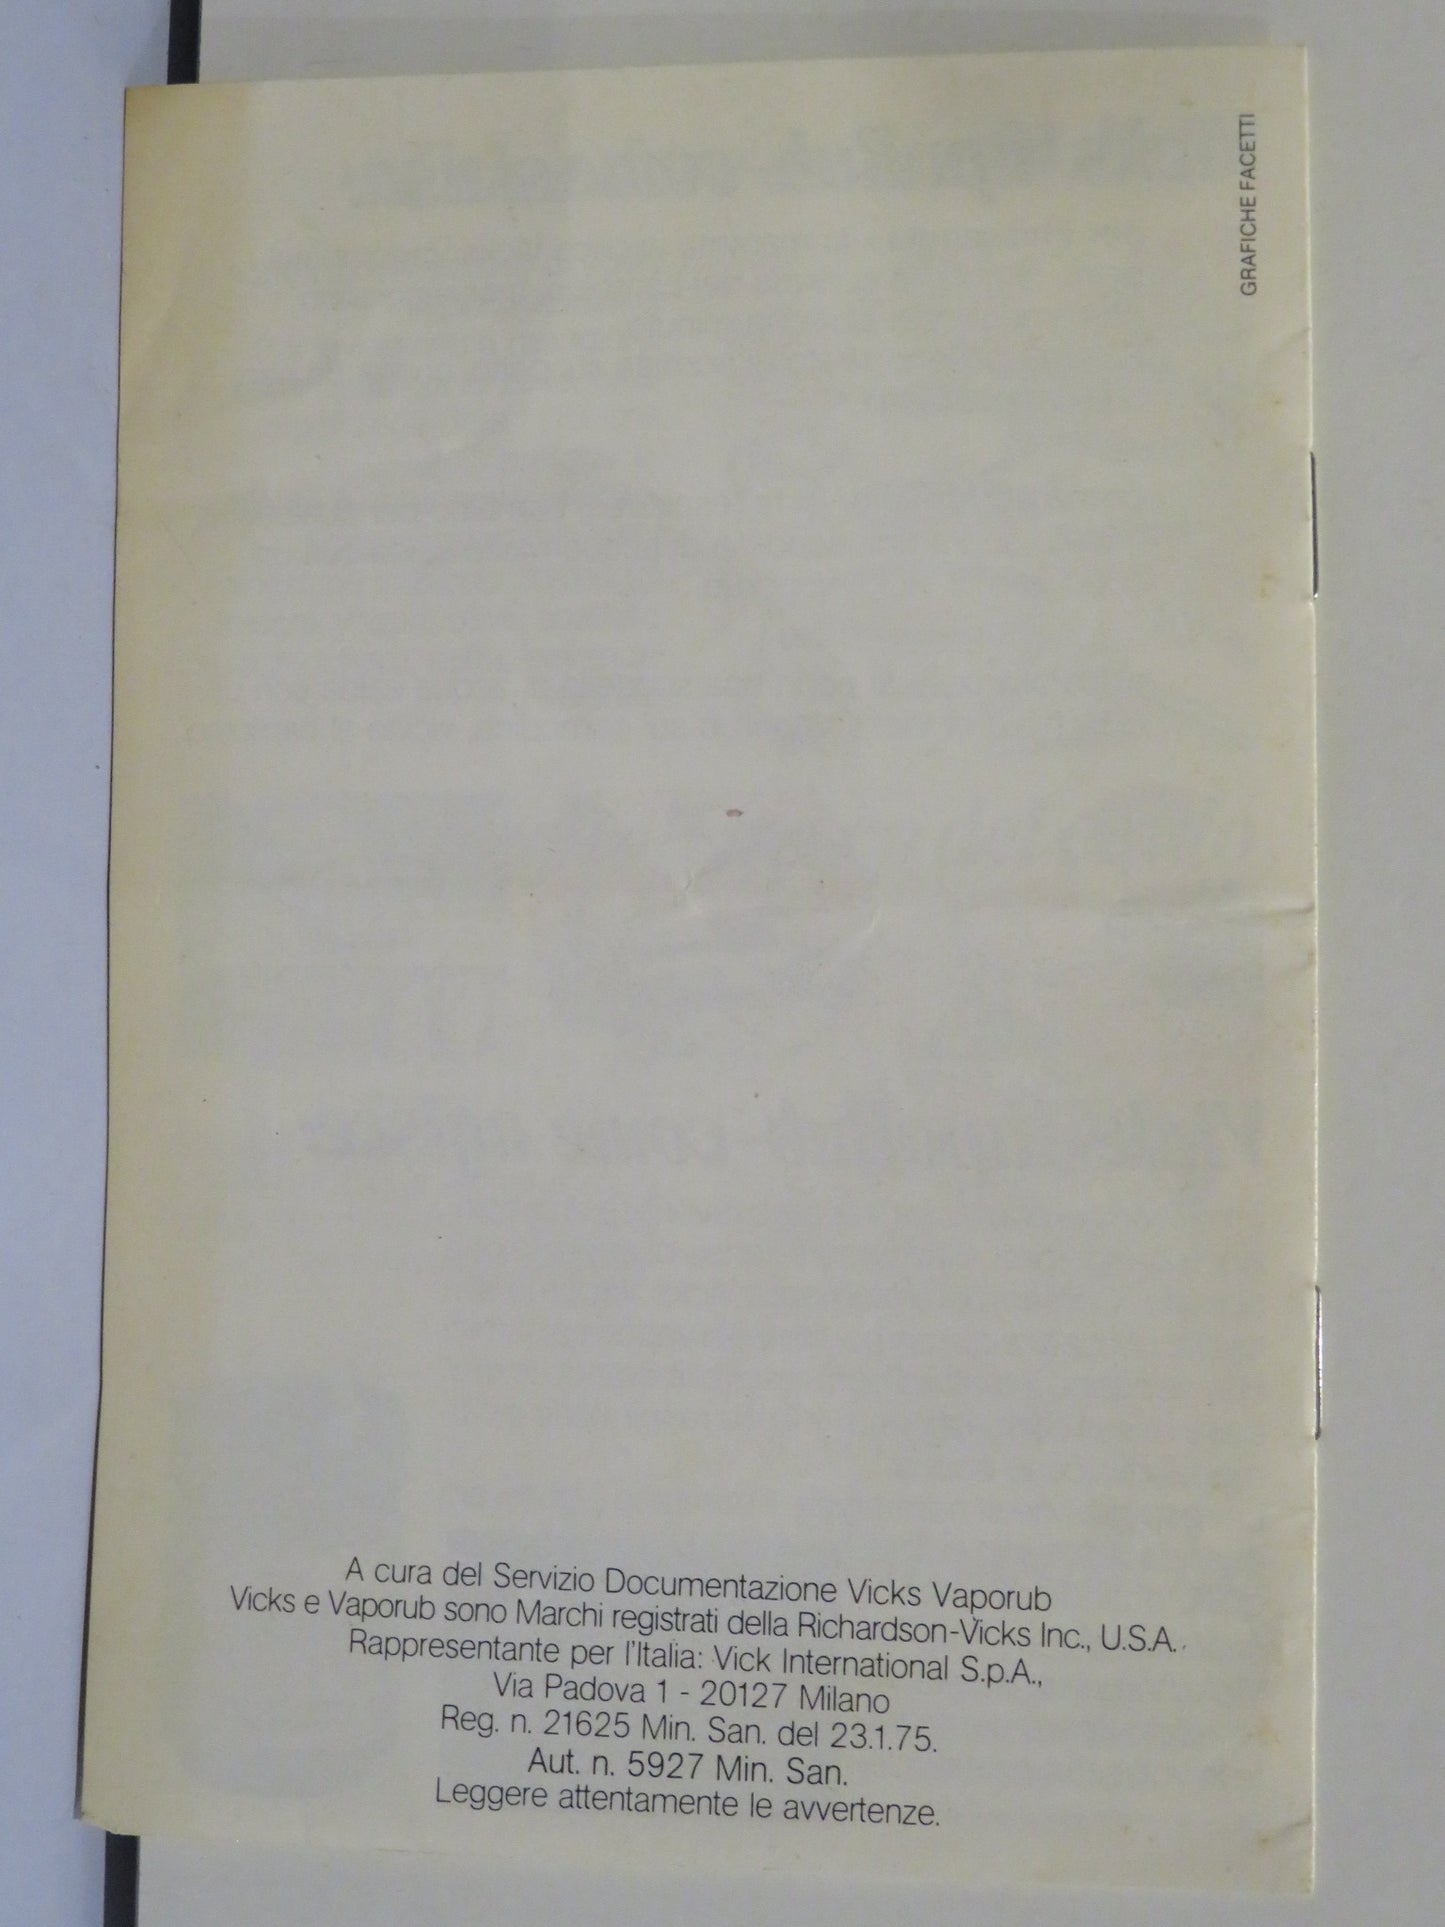 GRAFICHE FACETTI
A cura del Servizio Documentazione Vicks Vaporub
Vicks e Vaporub sono Marchi registrati della Richardson-Vicks Inc., U.S.A.
Rappresentante per l'Italia: Vick International S.p.A.,
Via Padova 1 - 20127 Milano
Reg. n. 21625 Min. San. del 23.1.75.
Aut. n. 5927 Min. San.
Leggere attentamente le avvertenze.